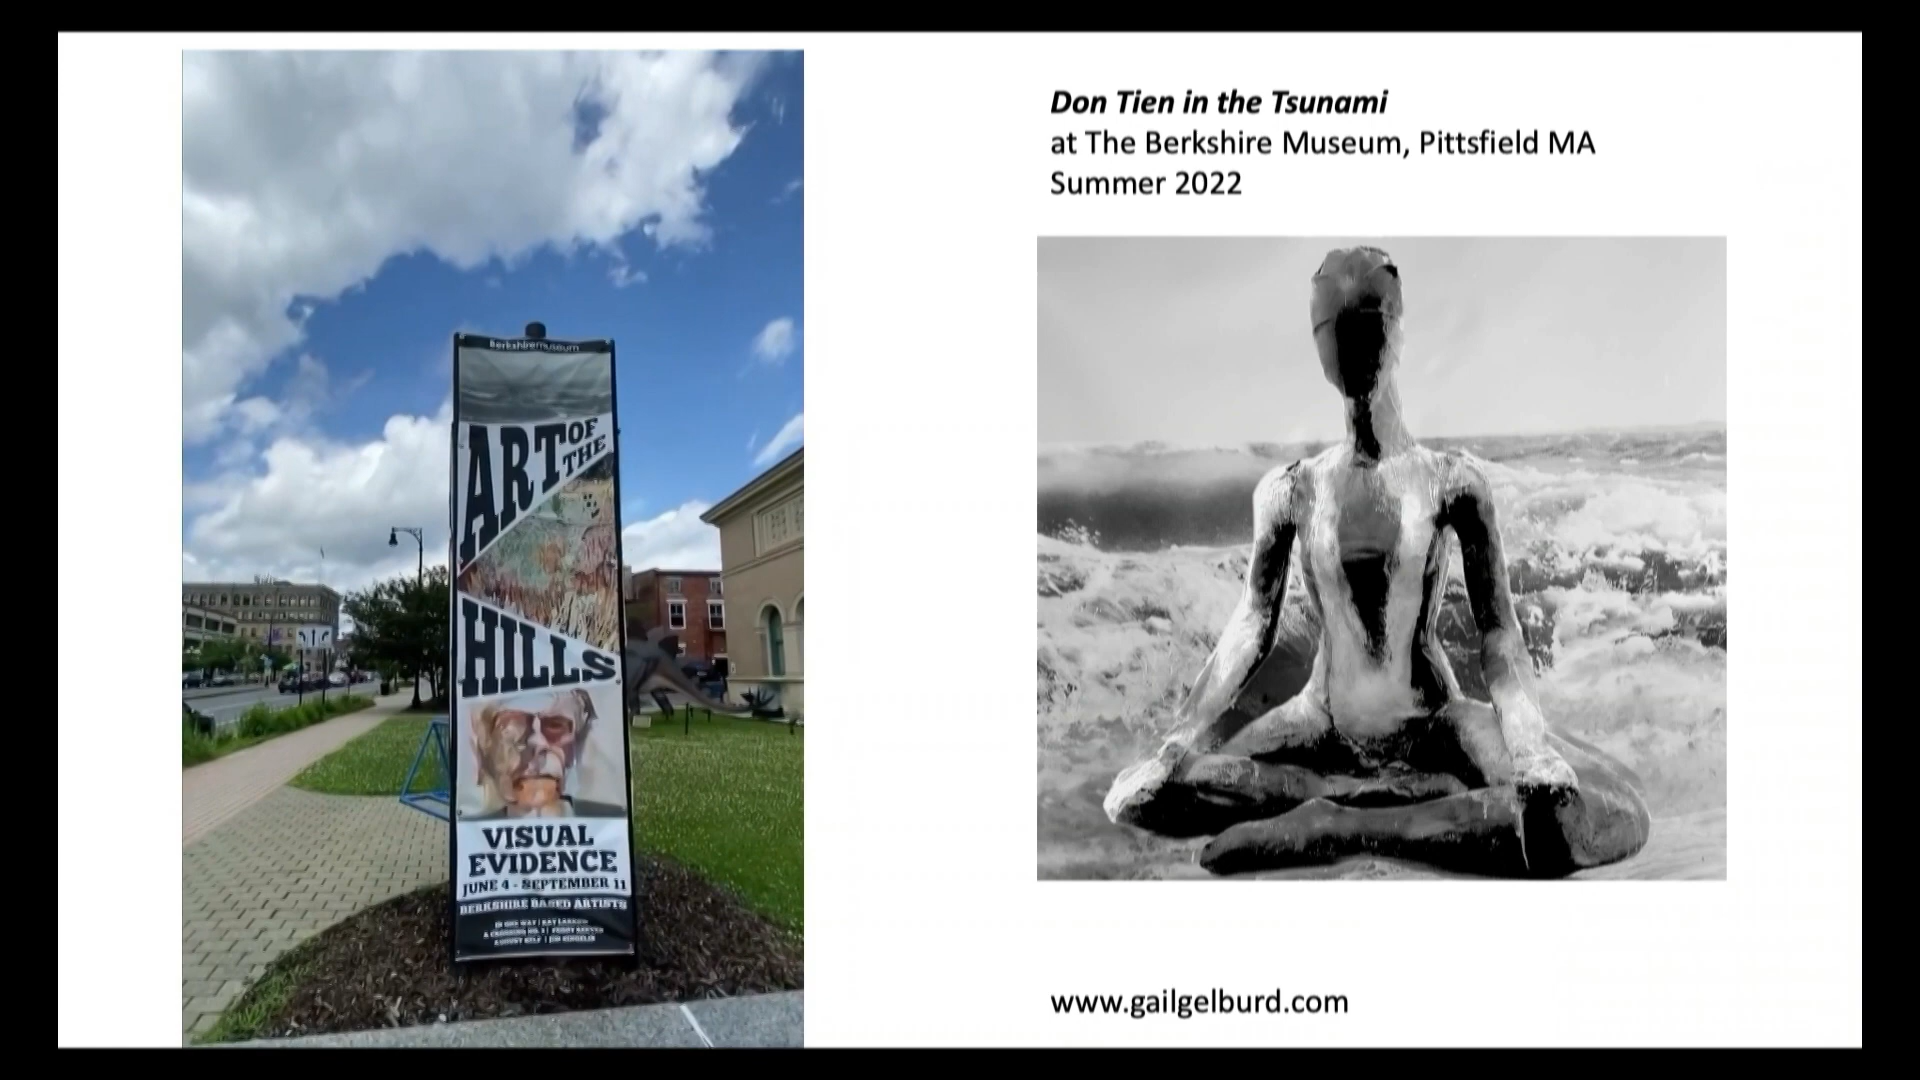 Berkshiremuseum
ART OF THE
HILLS
VISUAL
EVIDENCE
JUNE 4 - SEPTEMBER 11
BERKSHIRE BASED ARTISTS
Don Tien in the Tsunami
at The Berkshire Museum, Pittsfield MA
Summer 2022
www.gailgelburd.com